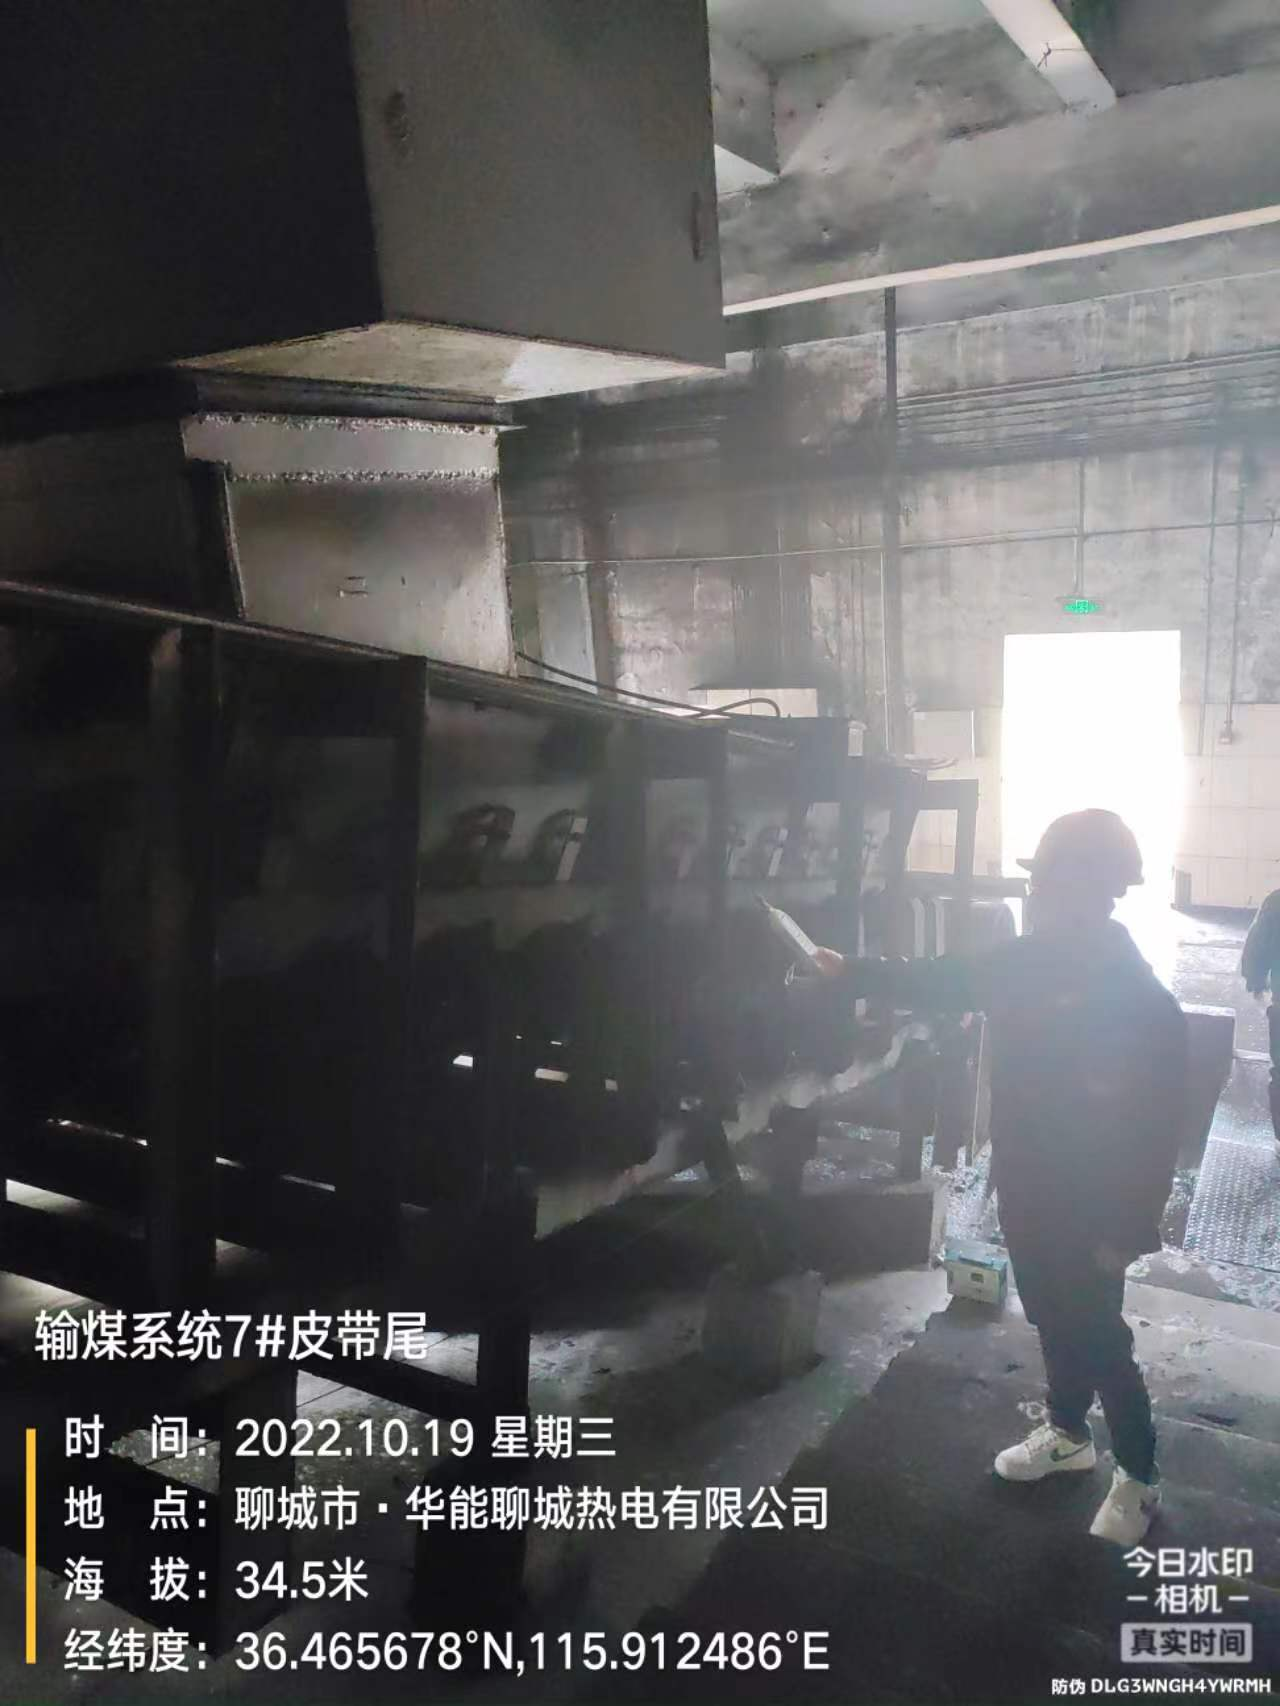 输煤系统7#皮带尾
时 间：2022.10.19 星期三
地 点：聊城市·华能聊城热电有限公司
海 拔：34.5米
经纬度：36.465678°N,115.912486°E
今日水印
-相机-
真实时间
防伪 DLG3WNGH4YWRMH